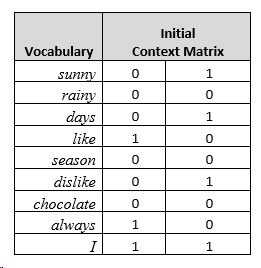 Vocabulary Initial Context Matrix
sunny 0 1
rainy 0 0
days 0 1
like 1 0
season 0 0
dislike 0 1
chocolate 0 0
always 1 0
I 1 1